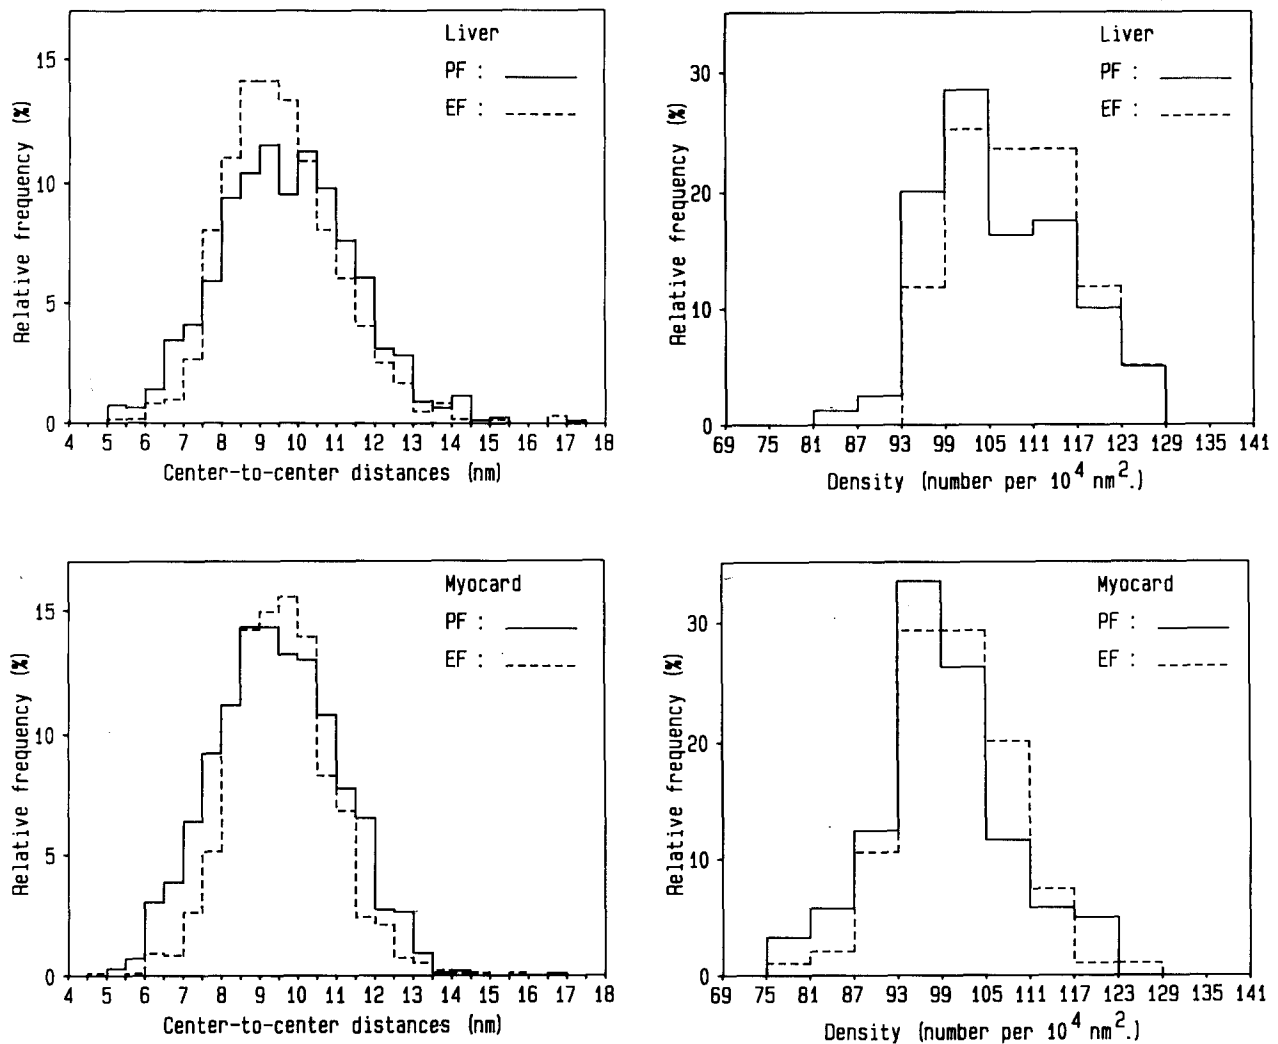 Liver
PF :
EF :
Relative frequency (%)
15
10
5
0
4 5 6 7 8 9 10 11 12 13 14 15 16 17 18
Center-to-center distances (nm)
Liver
PF :
EF :
Relative frequency (%)
30
20
10
0
69 75 81 87 93 99 105 111 117 123 129 135 141
Density (number per 10⁴ nm².)
Myocard
PF :
EF :
Relative frequency (%)
15
10
5
0
4 5 6 7 8 9 10 11 12 13 14 15 16 17 18
Center-to-center distances (nm)
Myocard
PF :
EF :
Relative frequency (%)
30
20
10
0
69 75 81 87 93 99 105 111 117 123 129 135 141
Density (number per 10⁴ nm².)